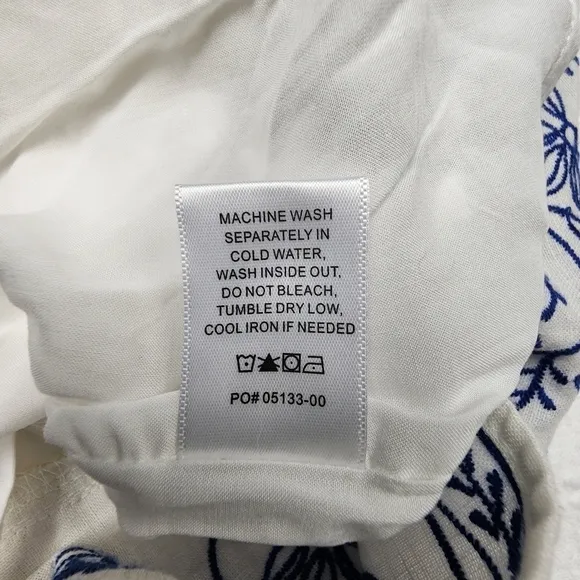 MACHINE WASH
SEPARATELY IN
COLD WATER,
WASH INSIDE OUT,
DO NOT BLEACH,
TUMBLE DRY LOW,
COOL IRON IF NEEDED
PO# 05133-00